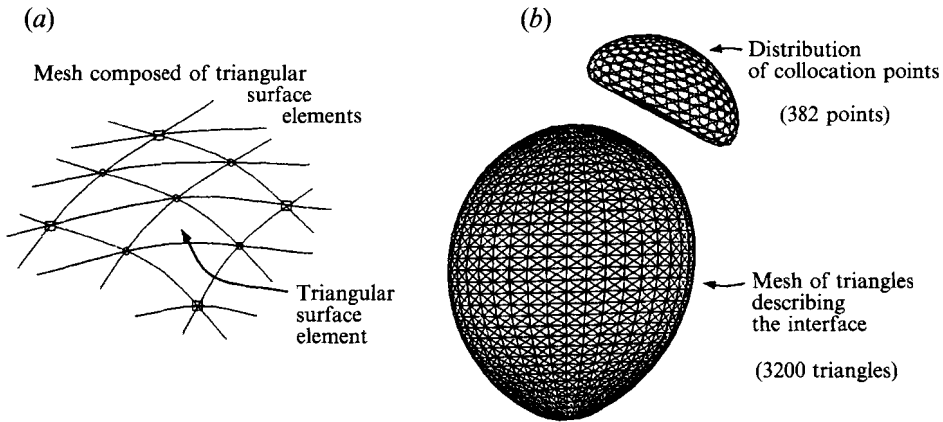 (a)
Mesh composed of triangular
surface
elements
Triangular
surface
element
(b)
Distribution
of collocation points
(382 points)
Mesh of triangles
describing
the interface
(3200 triangles)